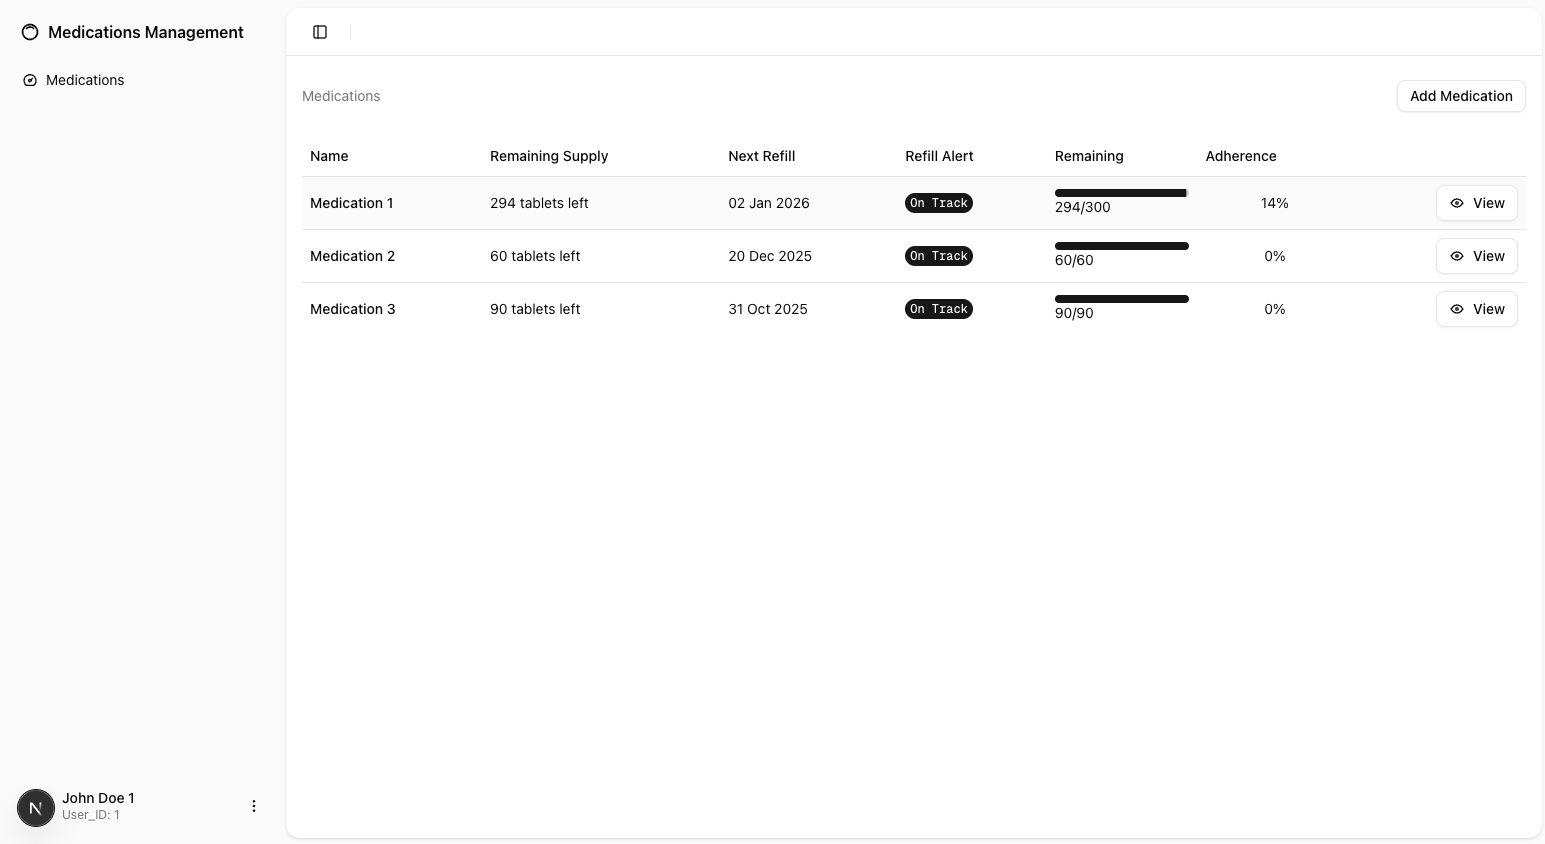 Medications Management
Medications
Medications
Add Medication
Name Remaining Supply Next Refill Refill Alert Remaining Adherence
Medication 1 294 tablets left 02 Jan 2026 On Track 294/300 14% View
Medication 2 60 tablets left 20 Dec 2025 On Track 60/60 0% View
Medication 3 90 tablets left 31 Oct 2025 On Track 90/90 0% View
N
John Doe 1
User_ID: 1